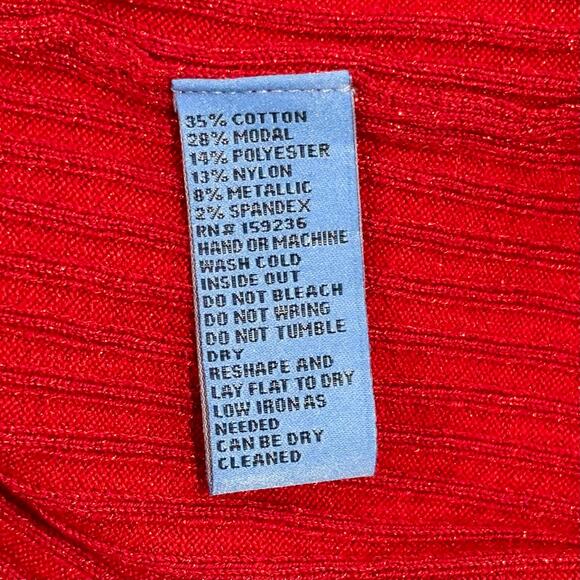 35% COTTON
28% MODAL
14% POLYESTER
13% NYLON
8% METALLIC
2% SPANDEX
RN# 159236
HAND OR MACHINE
WASH COLD
INSIDE OUT
DO NOT BLEACH
DO NOT WRING
DO NOT TUMBLE
DRY
RESHAPE AND
LAY FLAT TO DRY
LOW IRON AS
NEEDED
CAN BE DRY
CLEANED